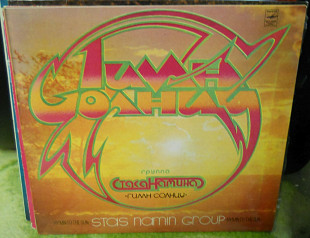 Гимн
Солнцу
ГРУППА
Стаса Намина
«ГИМН СОЛНЦУ»
STAS NAMIN GROUP